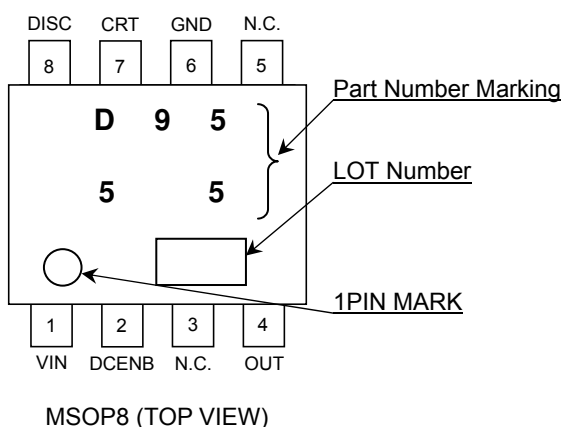 DISC CRT GND N.C.
8 7 6 5
Part Number Marking
D 9 5
LOT Number
5 5
1PIN MARK
1 2 3 4
VIN DCENB N.C. OUT
MSOP8 (TOP VIEW)